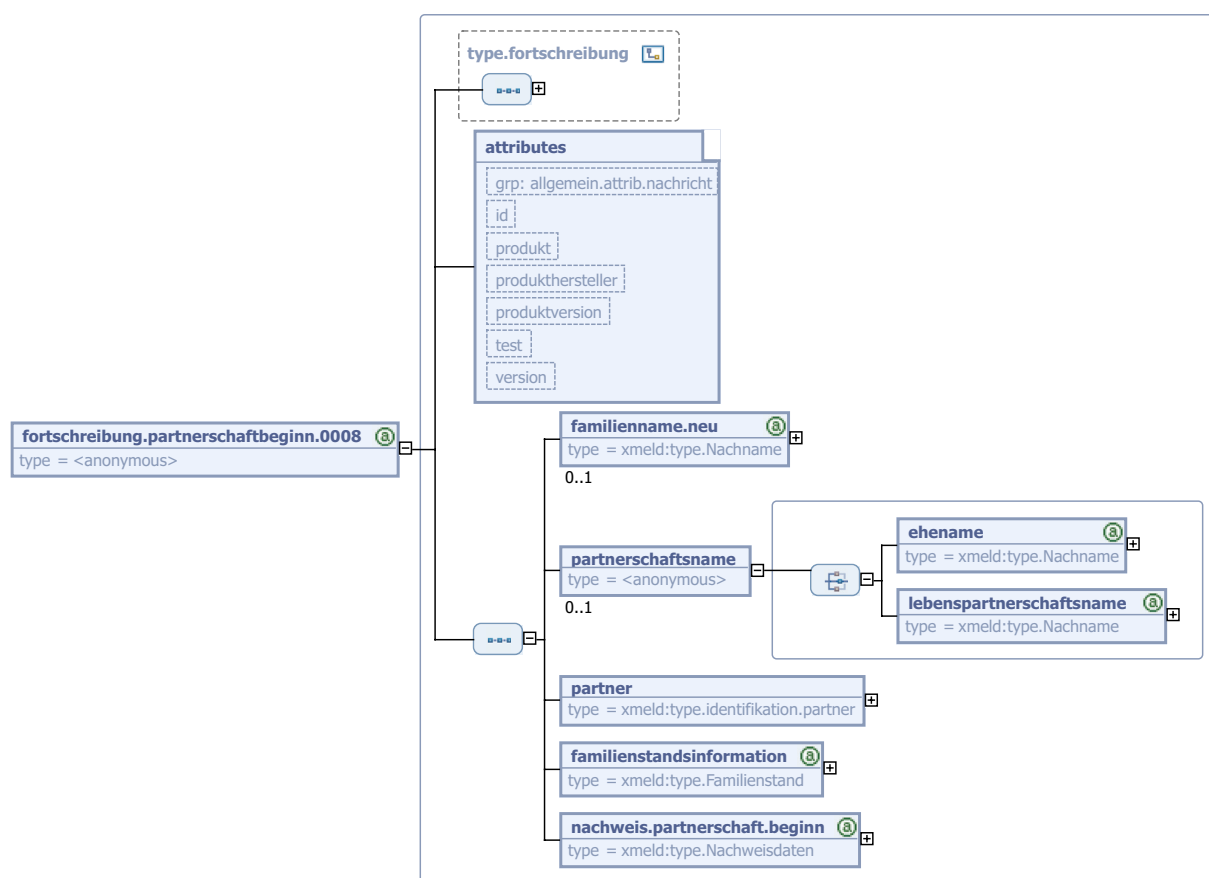 type.fortschreibung
attributes
grp: allgemein.attrib.nachricht
id
produkt
produkthersteller
produktversion
test
version
fortschreibung.partnerschaftbeginn.0008 a
type = <anonymous>
familienname.neu a
type = xmeld:type.Nachname
0..1
partnerschaftsname
type = <anonymous>
0..1
ehename a
type = xmeld:type.Nachname
lebenspartnerschaftsname a
type = xmeld:type.Nachname
partner
type = xmeld:type.identifikation.partner
familienstandsinformation a
type = xmeld:type.Familienstand
nachweis.partnerschaft.beginn a
type = xmeld:type.Nachweisdaten